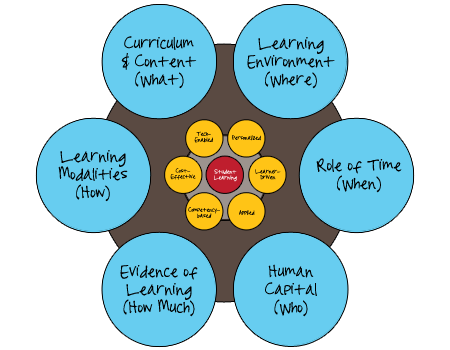 Curriculum
& Content
(What)
Learning
Environment
(Where)
Tech-
Enabled
Personalized
Learning
Modalities
(How)
Cost-
Effective
Student
Learning
Learner-
Driven
Role of Time
(When)
Competency-
based
Applied
Evidence of
Learning
(How Much)
Human
Capital
(Who)